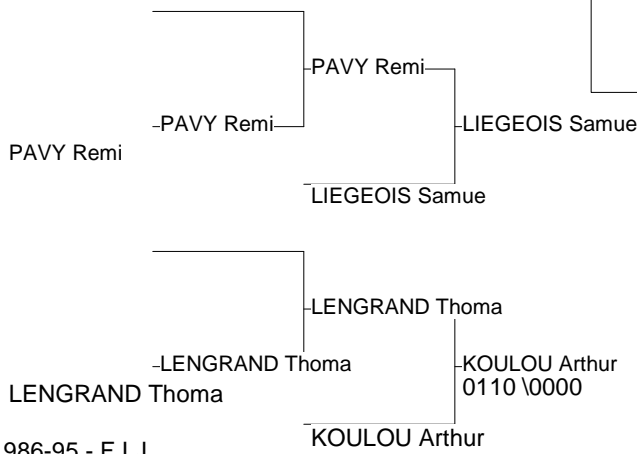 PAVY Remi
PAVY Remi
LIEGEOIS Samue
PAVY Remi
LIEGEOIS Samue
LENGRAND Thoma
LENGRAND Thoma
KOULOU Arthur
0110 \0000
LENGRAND Thoma
KOULOU Arthur
986-95 - F.I.J.